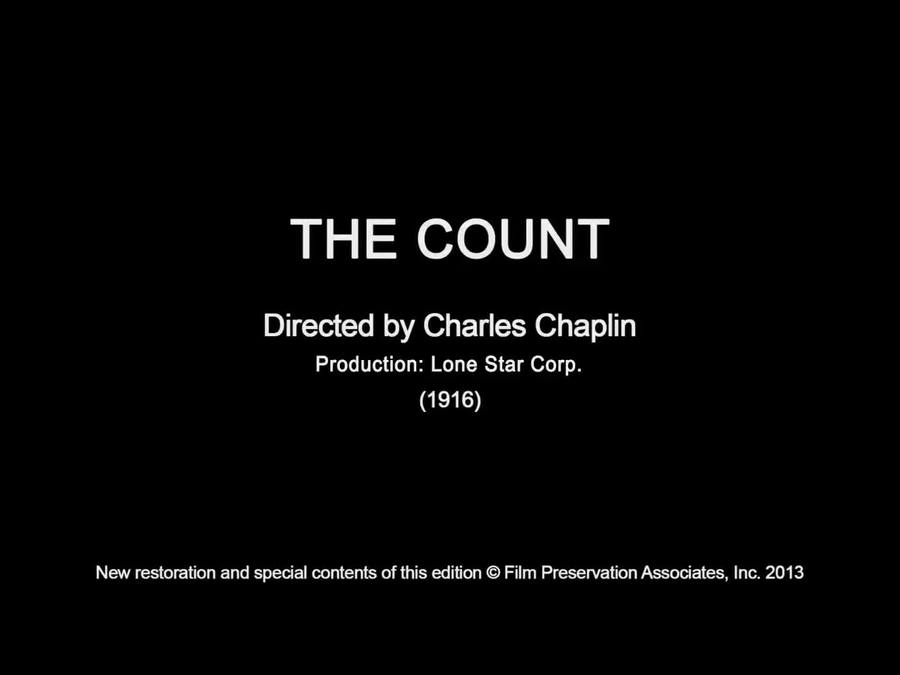 THE COUNT
Directed by Charles Chaplin
Production: Lone Star Corp.
(1916)
New restoration and special contents of this edition © Film Preservation Associates, Inc. 2013